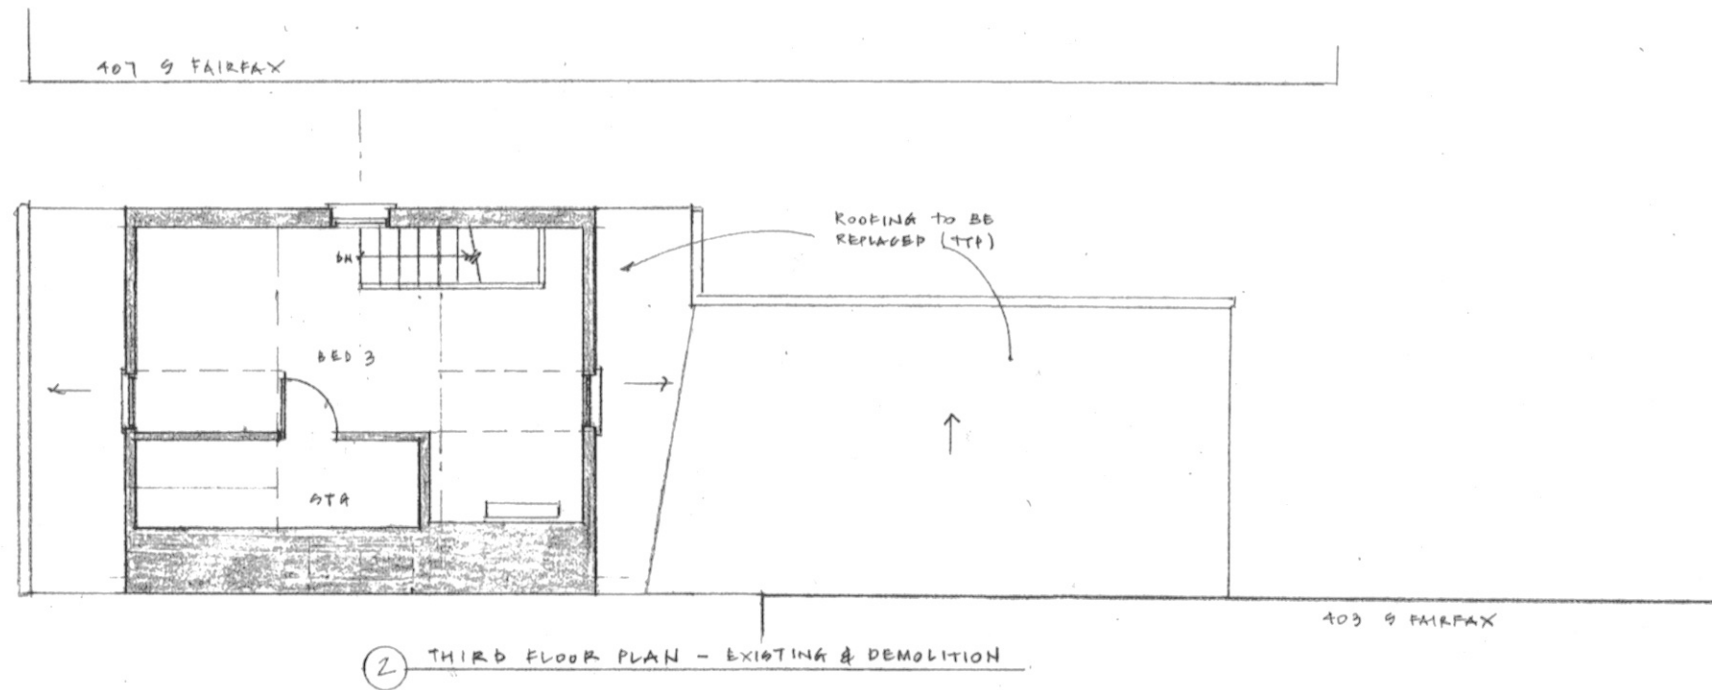 407 S FAIRFAX
ROOFING TO BE
REPLACED (TYP)
DN
BED 3
STG
403 S FAIRFAX
2 THIRD FLOOR PLAN - EXISTING & DEMOLITION